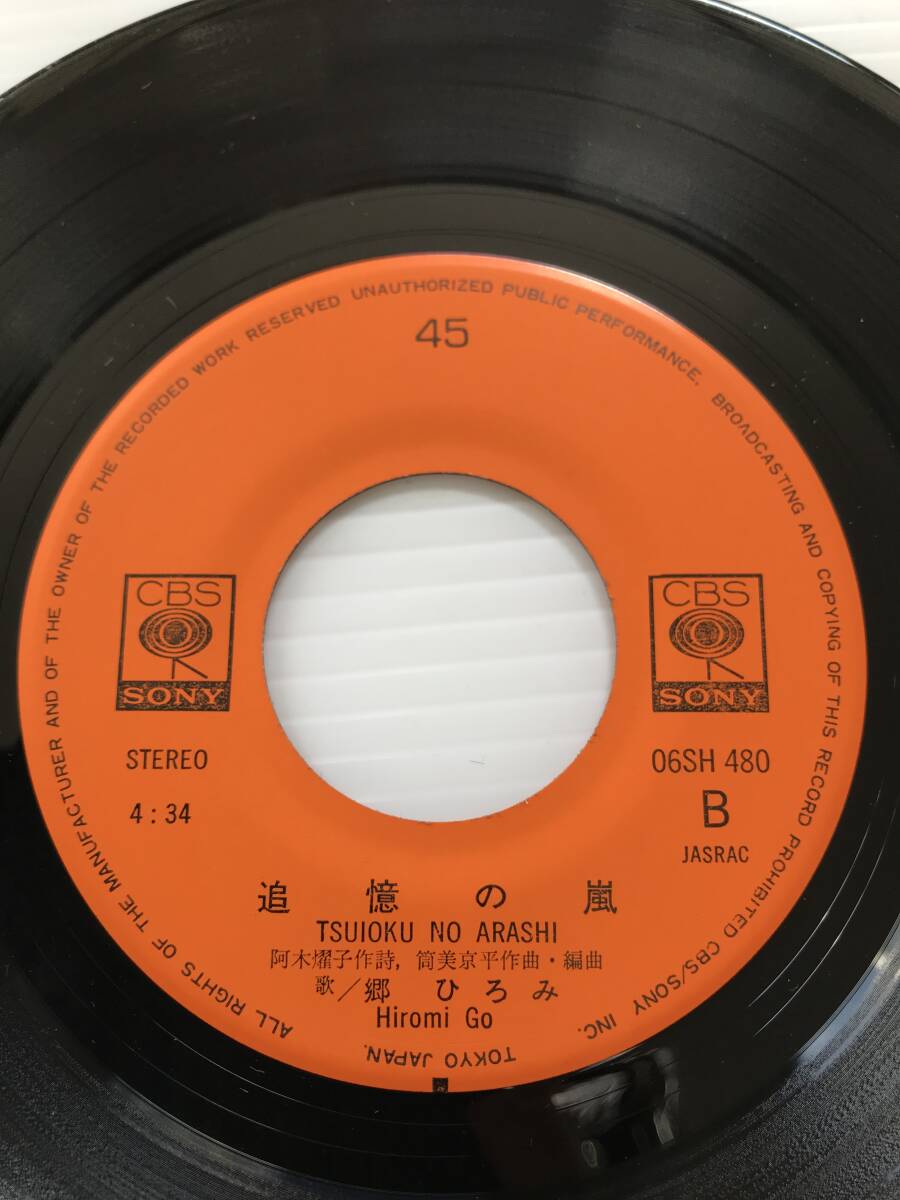 ALL RIGHTS OF THE MANUFACTURER AND OF THE OWNER OF THE RECORDED WORK RESERVED UNAUTHORIZED PUBLIC PERFORMANCE. BROADCASTING AND COPYING OF THIS RECORD PROHIBITED CBS/SONY INC. TOKYO JAPAN.
45
CBS
SONY
CBS
SONY
STEREO
4:34
06SH 480
B
JASRAC
追憶の嵐
TSUIOKU NO ARASHI
阿木燿子作詩, 筒美京平作曲・編曲
歌/郷 ひろみ
Hiromi Go